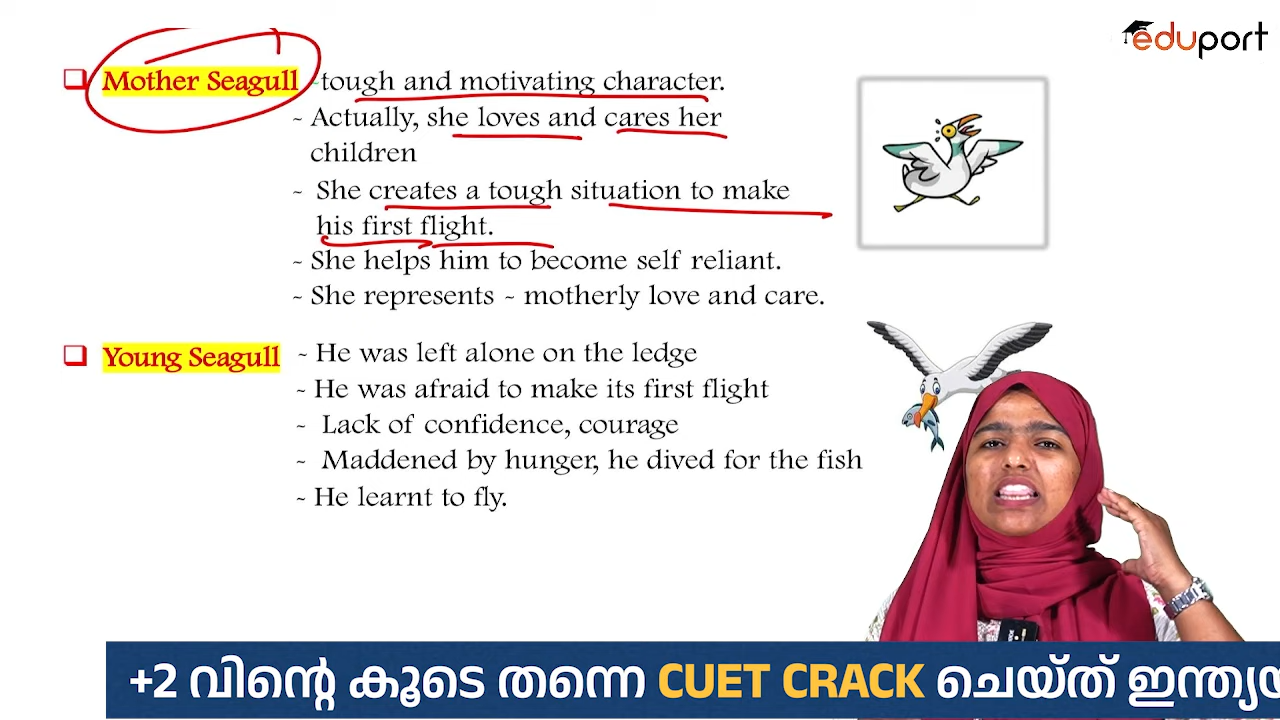 eduport
❑ Mother Seagull -tough and motivating character.
- Actually, she loves and cares her
children
- She creates a tough situation to make
his first flight.
- She helps him to become self reliant.
- She represents - motherly love and care.
❑ Young Seagull - He was left alone on the ledge
- He was afraid to make its first flight
- Lack of confidence, courage
- Maddened by hunger, he dived for the fish
- He learnt to fly.
+2 വിന്റെ കൂടെ തന്നെ CUET CRACK ചെയ്ത്